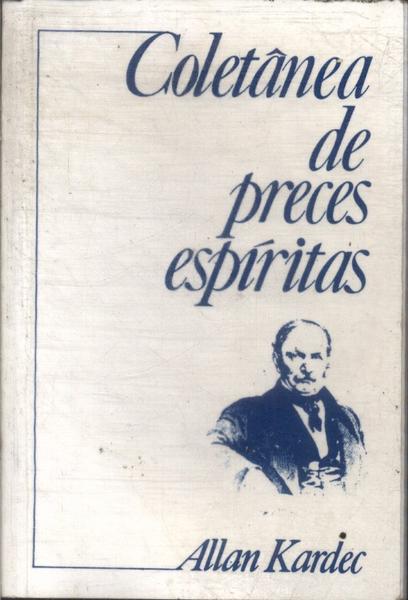 Coletânea
de
preces
espíritas
Allan Kardec